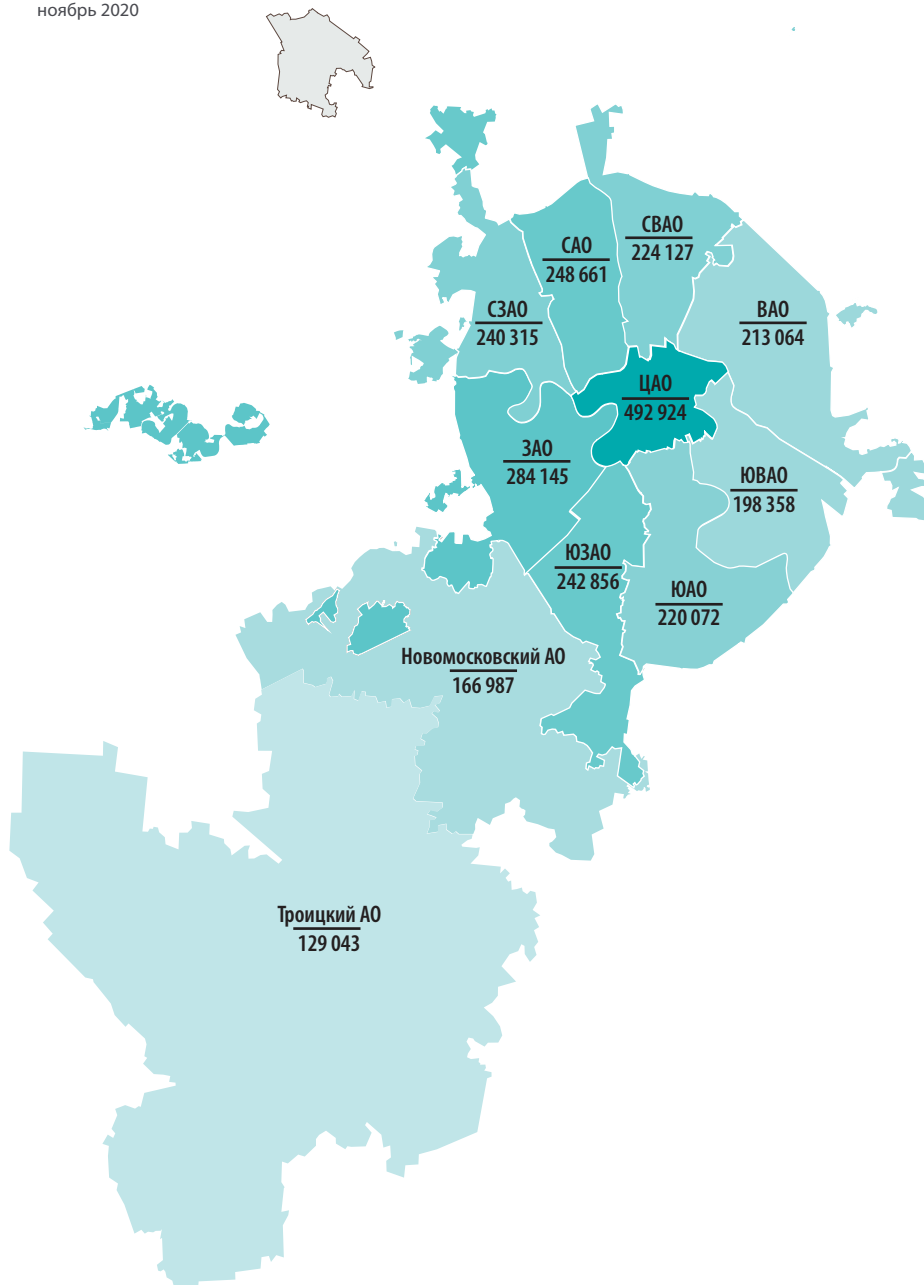 ноябрь 2020
СВАО
224 127
САО
248 661
СЗАО
240 315
ВАО
213 064
ЦАО
492 924
ЗАО
284 145
ЮВАО
198 358
ЮЗАО
242 856
ЮАО
220 072
Новомосковский АО
166 987
Троицкий АО
129 043